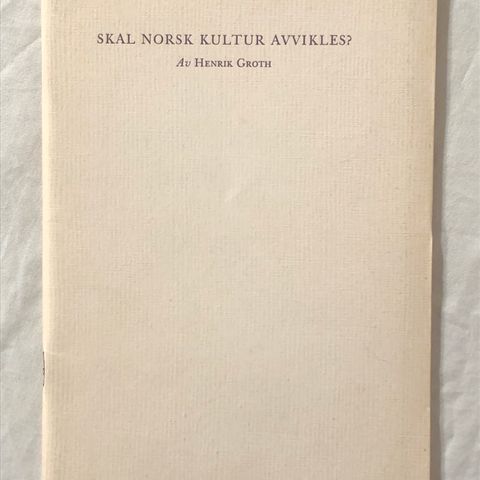 SKAL NORSK KULTUR AVVIKLES?
Av HENRIK GROTH